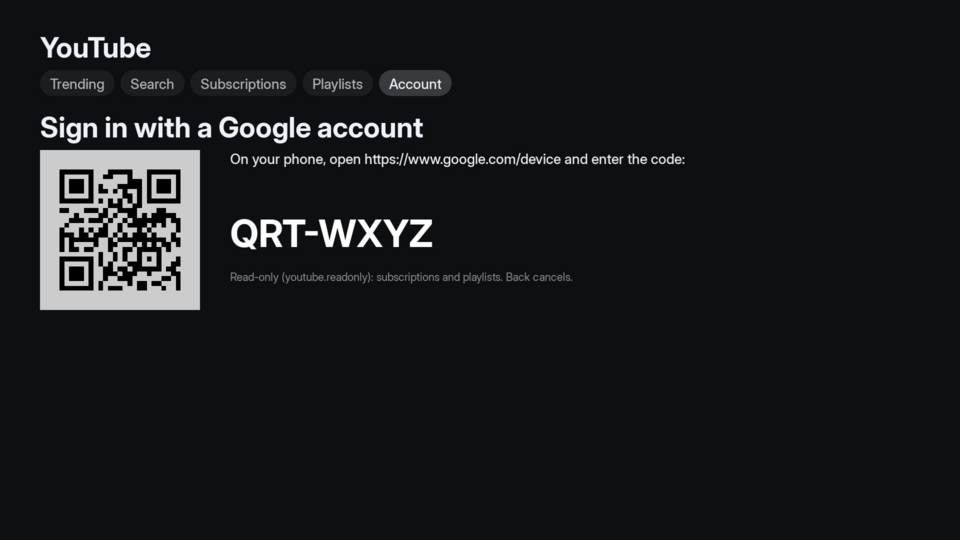 YouTube
Trending Search Subscriptions Playlists Account
Sign in with a Google account
On your phone, open https://www.google.com/device and enter the code:
QRT-WXYZ
Read-only (youtube.readonly): subscriptions and playlists. Back cancels.